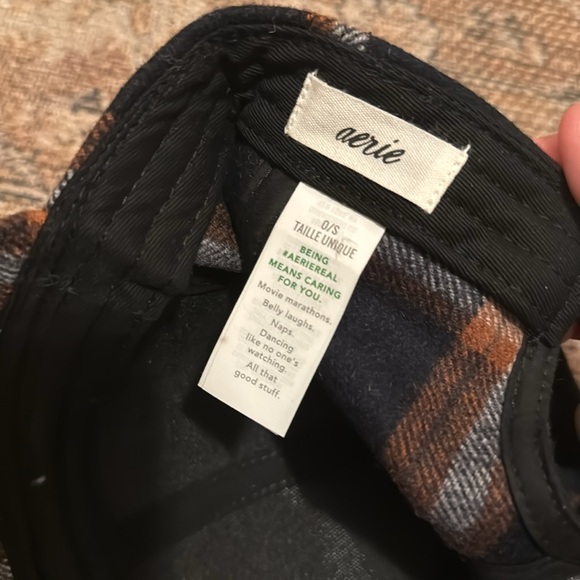 aerie
O/S
TAILLE UNIQUE
BEING
#AERIEREAL
MEANS CARING
FOR YOU.
Movie marathons.
Belly laughs.
Naps.
Dancing
like no one's
watching.
All that
good stuff.